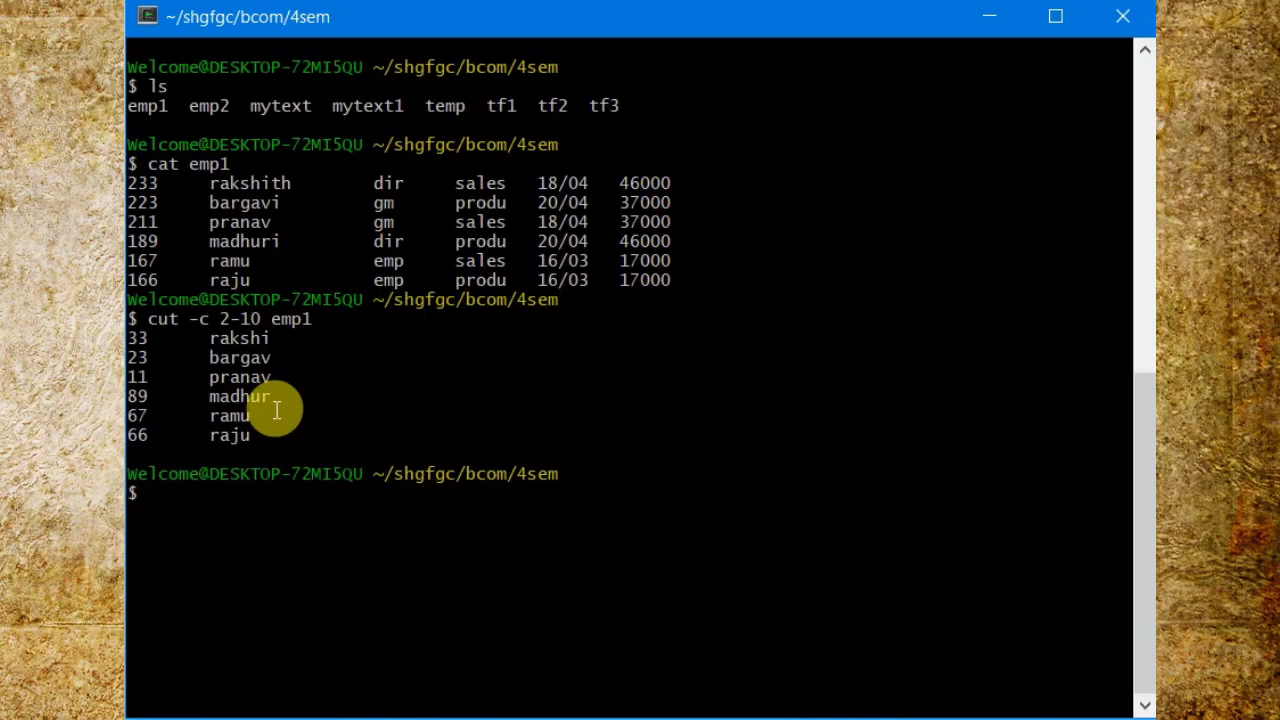 ~/shgfgc/bcom/4sem
Welcome@DESKTOP-72MI5QU ~/shgfgc/bcom/4sem
$ ls
emp1  emp2  mytext  mytext1  temp  tf1  tf2  tf3
Welcome@DESKTOP-72MI5QU ~/shgfgc/bcom/4sem
$ cat emp1
233     rakshith        dir     sales   18/04   46000
223     bargavi         gm      produ   20/04   37000
211     pranav          gm      sales   18/04   37000
189     madhuri         dir     produ   20/04   46000
167     ramu            emp     sales   16/03   17000
166     raju            emp     produ   16/03   17000
Welcome@DESKTOP-72MI5QU ~/shgfgc/bcom/4sem
$ cut -c 2-10 emp1
33      rakshi
23      bargav
11      pranav
89      madhur
67      ramu
66      raju
Welcome@DESKTOP-72MI5QU ~/shgfgc/bcom/4sem
$